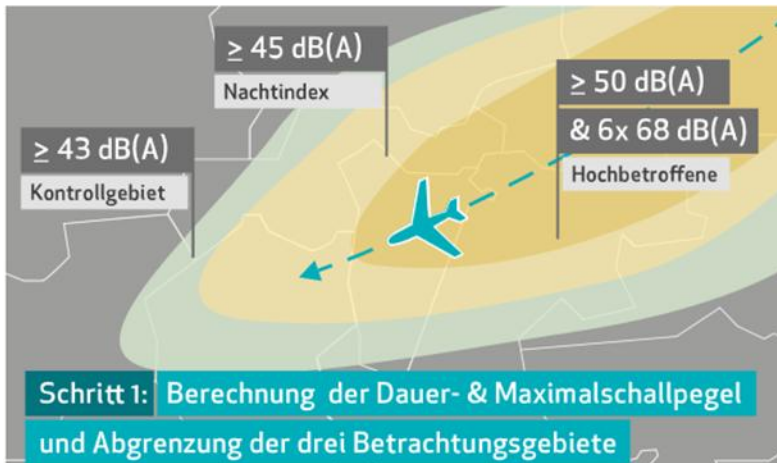 ≥ 45 dB(A)
Nachtindex
≥ 50 dB(A)
& 6x 68 dB(A)
Hochbetroffene
≥ 43 dB(A)
Kontrollgebiet
Schritt 1: Berechnung der Dauer- & Maximalschallpegel
und Abgrenzung der drei Betrachtungsgebiete